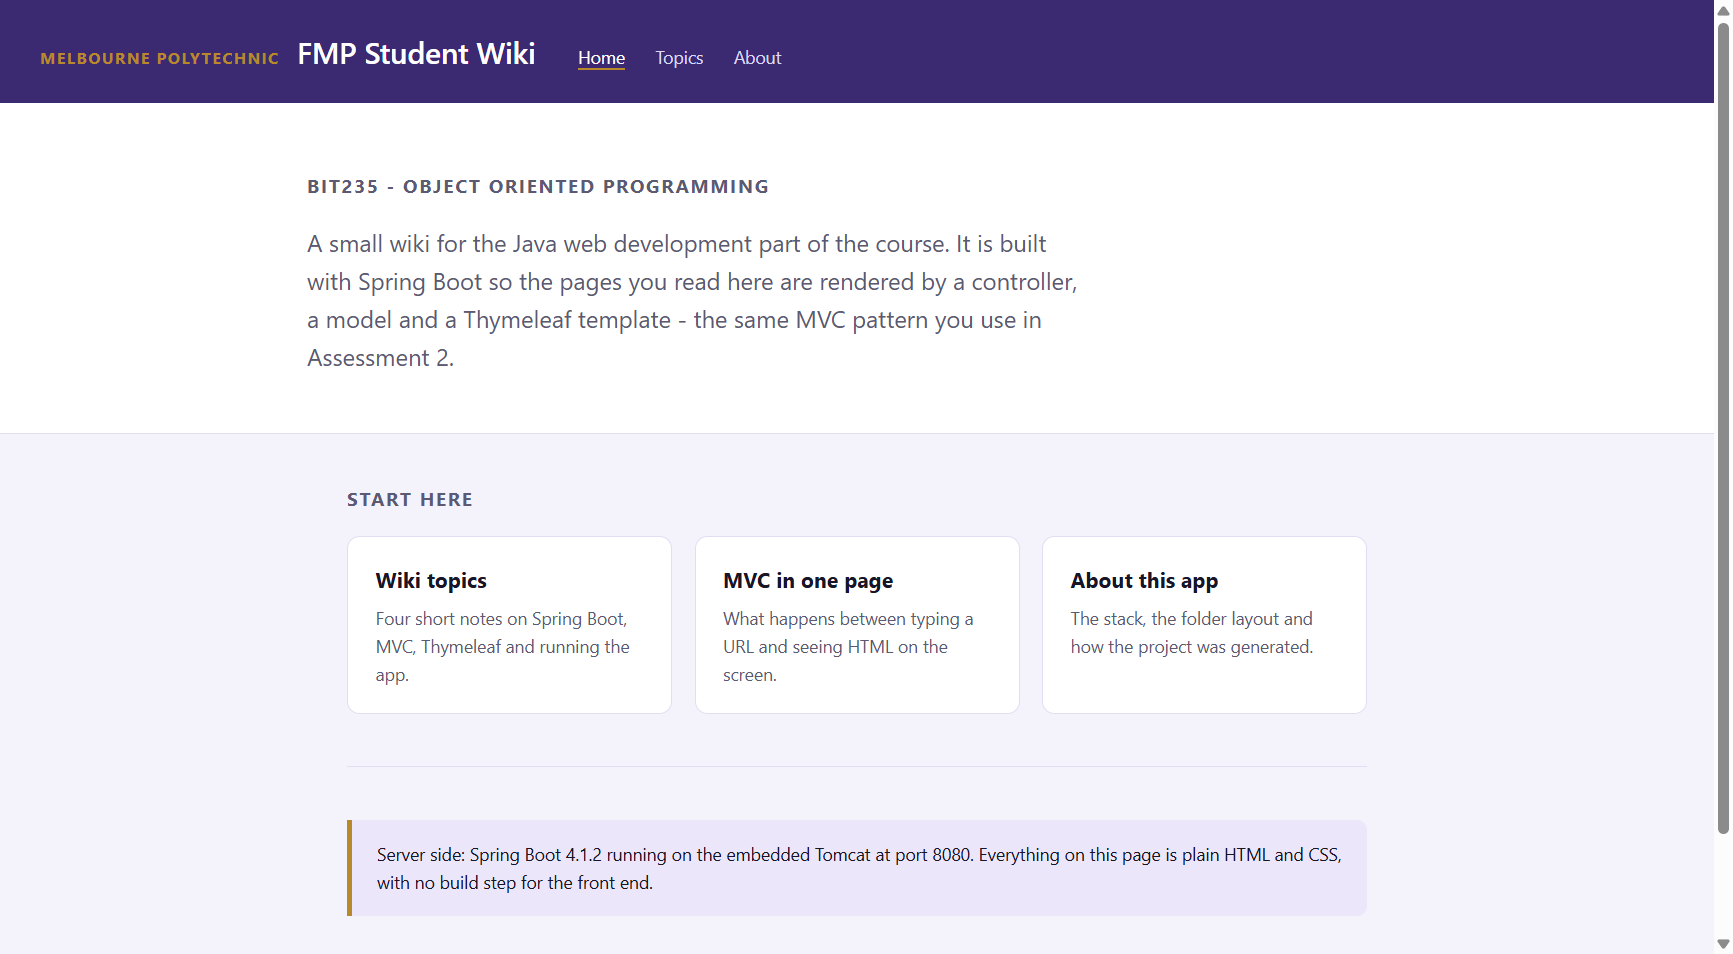 MELBOURNE POLYTECHNIC FMP Student Wiki Home Topics About
BIT235 - OBJECT ORIENTED PROGRAMMING
A small wiki for the Java web development part of the course. It is built
with Spring Boot so the pages you read here are rendered by a controller,
a model and a Thymeleaf template - the same MVC pattern you use in
Assessment 2.
START HERE
Wiki topics
Four short notes on Spring Boot,
MVC, Thymeleaf and running the
app.
MVC in one page
What happens between typing a
URL and seeing HTML on the
screen.
About this app
The stack, the folder layout and
how the project was generated.
Server side: Spring Boot 4.1.2 running on the embedded Tomcat at port 8080. Everything on this page is plain HTML and CSS,
with no build step for the front end.